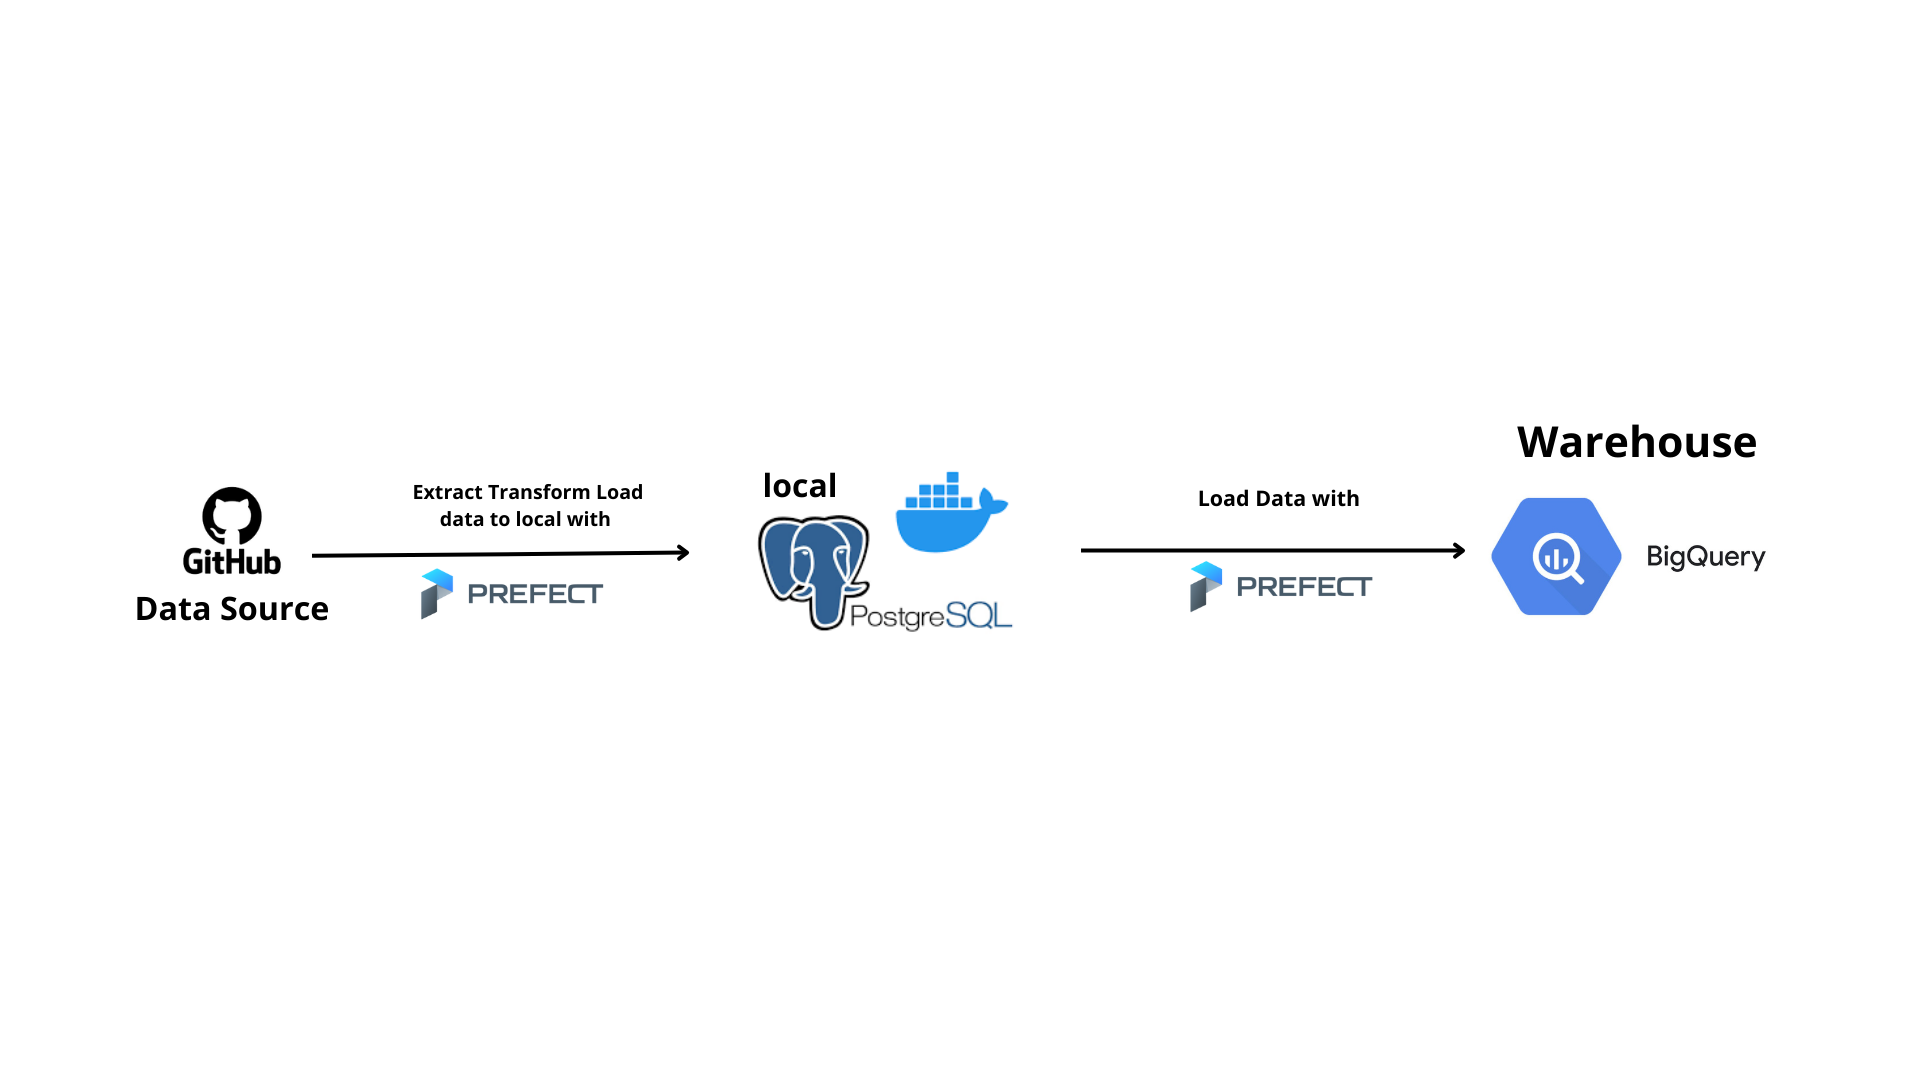 GitHub
Data Source
Extract Transform Load
data to local with
PREFECT
local
PostgreSQL
Load Data with
PREFECT
Warehouse
BigQuery